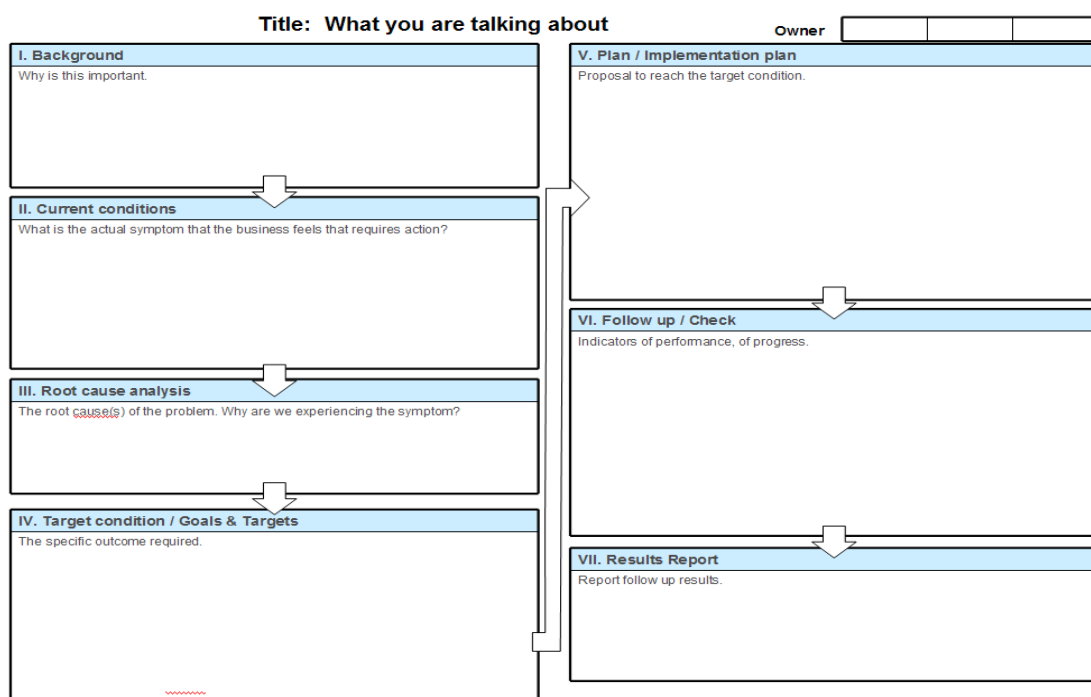 Title:  What you are talking about
Owner
I. Background
Why is this important.
II. Current conditions
What is the actual symptom that the business feels that requires action?
III. Root cause analysis
The root cause(s) of the problem. Why are we experiencing the symptom?
IV. Target condition / Goals & Targets
The specific outcome required.
V. Plan / Implementation plan
Proposal to reach the target condition.
VI. Follow up / Check
Indicators of performance, of progress.
VII. Results Report
Report follow up results.